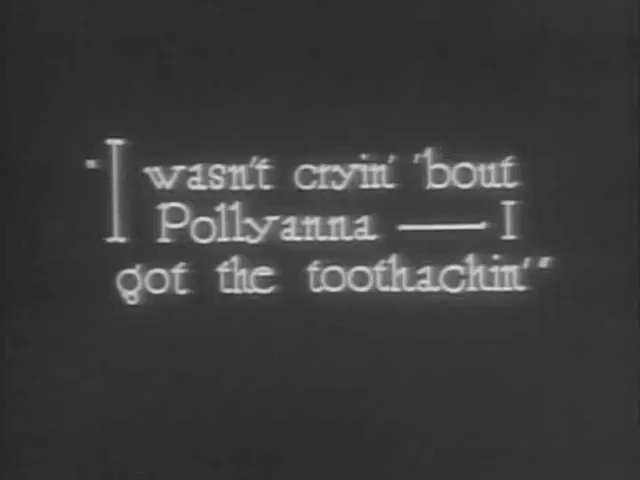 "I wasn't cryin' 'bout
Pollyanna — I
got the toothachin'"